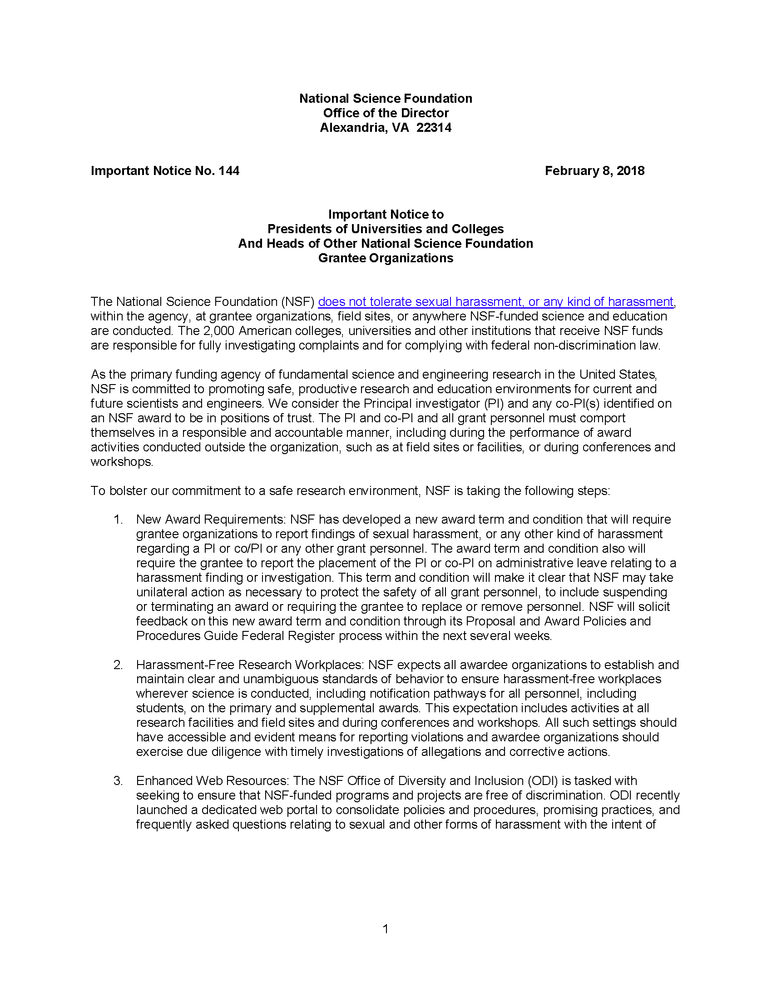 National Science Foundation
Office of the Director
Alexandria, VA 22314
Important Notice No. 144 February 8, 2018
Important Notice to
Presidents of Universities and Colleges
And Heads of Other National Science Foundation
Grantee Organizations
The National Science Foundation (NSF) does not tolerate sexual harassment, or any kind of harassment,
within the agency, at grantee organizations, field sites, or anywhere NSF-funded science and education
are conducted. The 2,000 American colleges, universities and other institutions that receive NSF funds
are responsible for fully investigating complaints and for complying with federal non-discrimination law.
As the primary funding agency of fundamental science and engineering research in the United States,
NSF is committed to promoting safe, productive research and education environments for current and
future scientists and engineers. We consider the Principal investigator (PI) and any co-PI(s) identified on
an NSF award to be in positions of trust. The PI and co-PI and all grant personnel must comport
themselves in a responsible and accountable manner, including during the performance of award
activities conducted outside the organization, such as at field sites or facilities, or during conferences and
workshops.
To bolster our commitment to a safe research environment, NSF is taking the following steps:
1. New Award Requirements: NSF has developed a new award term and condition that will require
grantee organizations to report findings of sexual harassment, or any other kind of harassment
regarding a PI or co/PI or any other grant personnel. The award term and condition also will
require the grantee to report the placement of the PI or co-PI on administrative leave relating to a
harassment finding or investigation. This term and condition will make it clear that NSF may take
unilateral action as necessary to protect the safety of all grant personnel, to include suspending
or terminating an award or requiring the grantee to replace or remove personnel. NSF will solicit
feedback on this new award term and condition through its Proposal and Award Policies and
Procedures Guide Federal Register process within the next several weeks.
2. Harassment-Free Research Workplaces: NSF expects all awardee organizations to establish and
maintain clear and unambiguous standards of behavior to ensure harassment-free workplaces
wherever science is conducted, including notification pathways for all personnel, including
students, on the primary and supplemental awards. This expectation includes activities at all
research facilities and field sites and during conferences and workshops. All such settings should
have accessible and evident means for reporting violations and awardee organizations should
exercise due diligence with timely investigations of allegations and corrective actions.
3. Enhanced Web Resources: The NSF Office of Diversity and Inclusion (ODI) is tasked with
seeking to ensure that NSF-funded programs and projects are free of discrimination. ODI recently
launched a dedicated web portal to consolidate policies and procedures, promising practices, and
frequently asked questions relating to sexual and other forms of harassment with the intent of
1